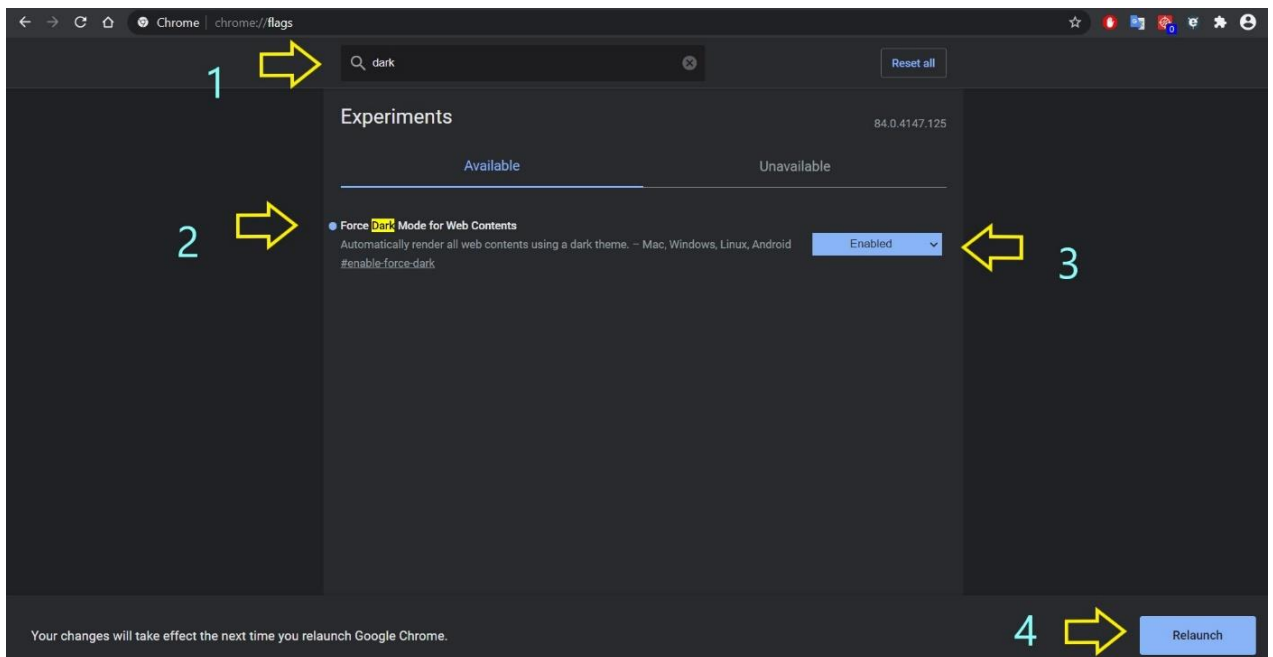 Chrome | chrome://flags
0
1
dark
Reset all
Experiments
84.0.4147.125
Available
Unavailable
2
Force Dark Mode for Web Contents
Automatically render all web contents using a dark theme. – Mac, Windows, Linux, Android
#enable-force-dark
Enabled
3
Your changes will take effect the next time you relaunch Google Chrome.
4
Relaunch